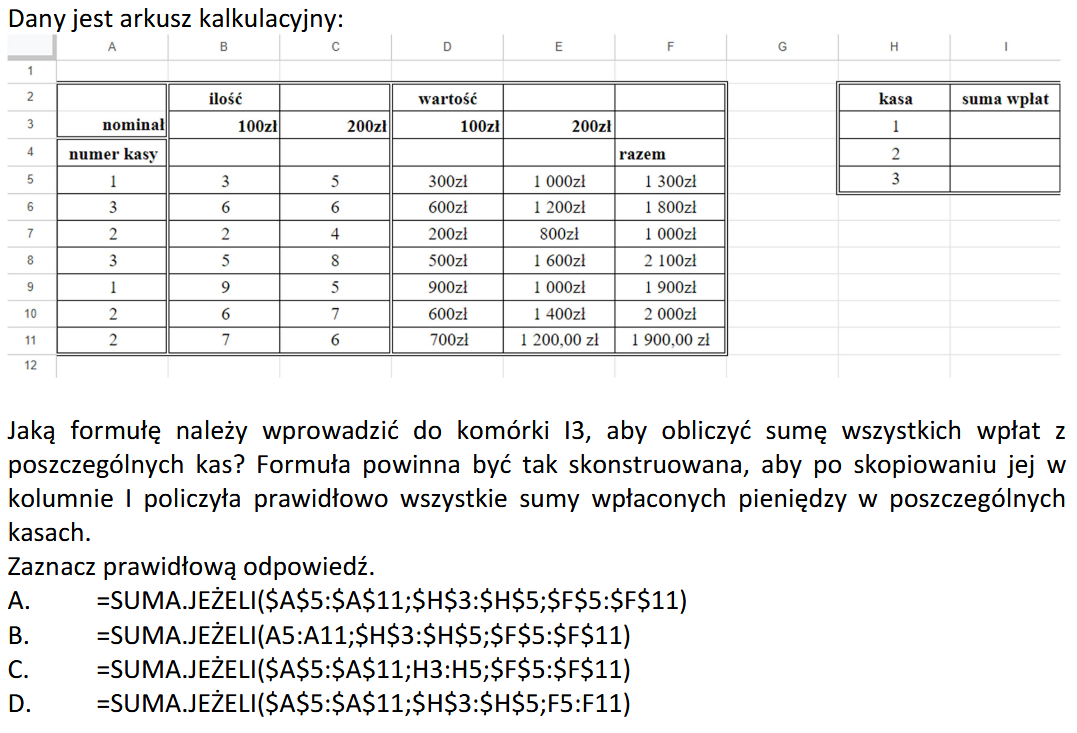 Dany jest arkusz kalkulacyjny:
A B C D E F G H I
1
2 ilość wartość kasa suma wpłat
3 nominał 100zł 200zł 100zł 200zł 1
4 numer kasy razem 2
5 1 3 5 300zł 1 000zł 1 300zł 3
6 3 6 6 600zł 1 200zł 1 800zł
7 2 2 4 200zł 800zł 1 000zł
8 3 5 8 500zł 1 600zł 2 100zł
9 1 9 5 900zł 1 000zł 1 900zł
10 2 6 7 600zł 1 400zł 2 000zł
11 2 7 6 700zł 1 200,00 zł 1 900,00 zł
12
Jaką formułę należy wprowadzić do komórki I3, aby obliczyć sumę wszystkich wpłat z
poszczególnych kas? Formuła powinna być tak skonstruowana, aby po skopiowaniu jej w
kolumnie I policzyła prawidłowo wszystkie sumy wpłaconych pieniędzy w poszczególnych
kasach.
Zaznacz prawidłową odpowiedź.
A. =SUMA.JEŻELI($A$5:$A$11;$H$3:$H$5;$F$5:$F$11)
B. =SUMA.JEŻELI(A5:A11;$H$3:$H$5;$F$5:$F$11)
C. =SUMA.JEŻELI($A$5:$A$11;H3:H5;$F$5:$F$11)
D. =SUMA.JEŻELI($A$5:$A$11;$H$3:$H$5;F5:F11)